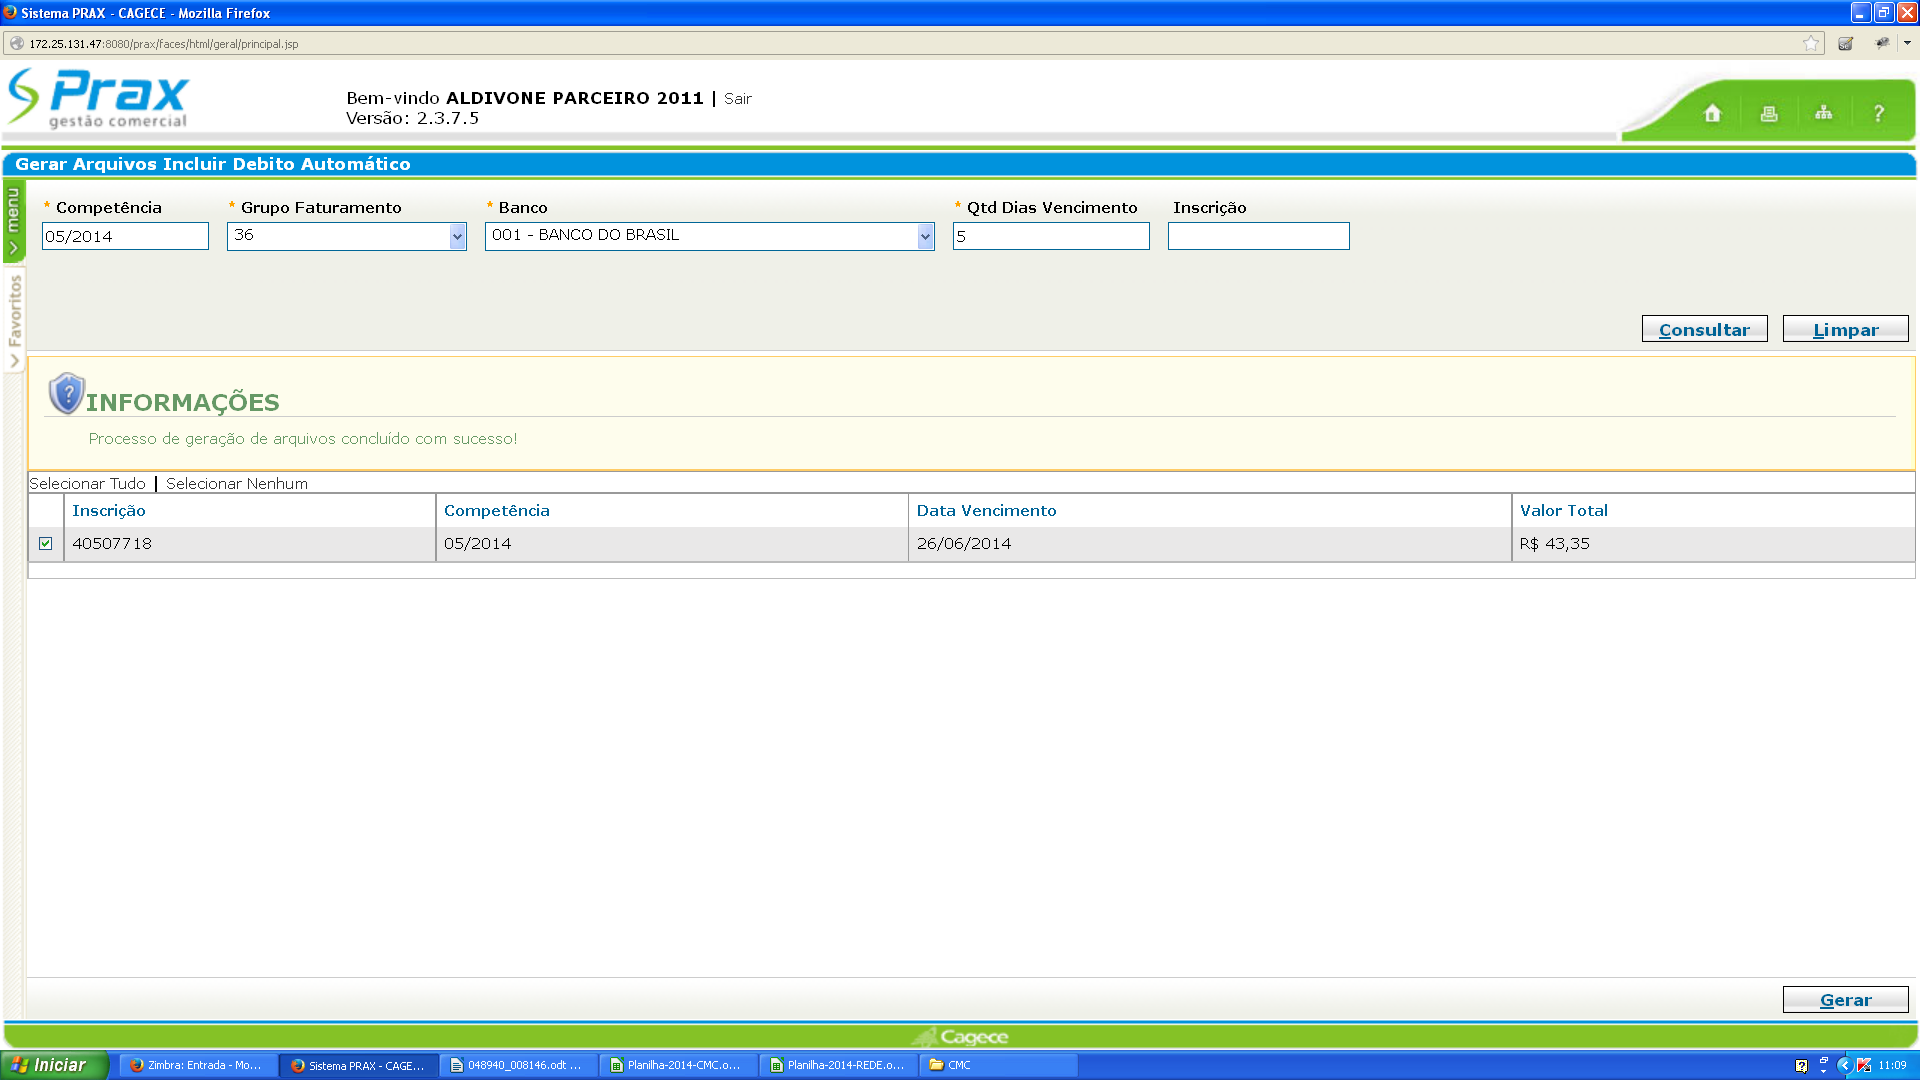 Sistema PRAX - CAGECE - Mozilla Firefox
172.25.131.47:8080/prax/faces/html/geral/principal.jsp
Prax
gestão comercial
Bem-vindo ALDIVONE PARCEIRO 2011 | Sair
Versão: 2.3.7.5
?
Gerar Arquivos Incluir Debito Automático
menu
Favoritos
* Competência * Grupo Faturamento * Banco * Qtd Dias Vencimento Inscrição
05/2014 36 001 - BANCO DO BRASIL 5
Consultar Limpar
INFORMAÇÕES
Processo de geração de arquivos concluído com sucesso!
Selecionar Tudo | Selecionar Nenhum
Inscrição Competência Data Vencimento Valor Total
40507718 05/2014 26/06/2014 R$ 43,35
Gerar
Cagece
Iniciar Zimbra: Entrada - Mo... Sistema PRAX - CAGE... 048940_008146.odt ... Planilha-2014-CMC.o... Planilha-2014-REDE.o... CMC 11:09